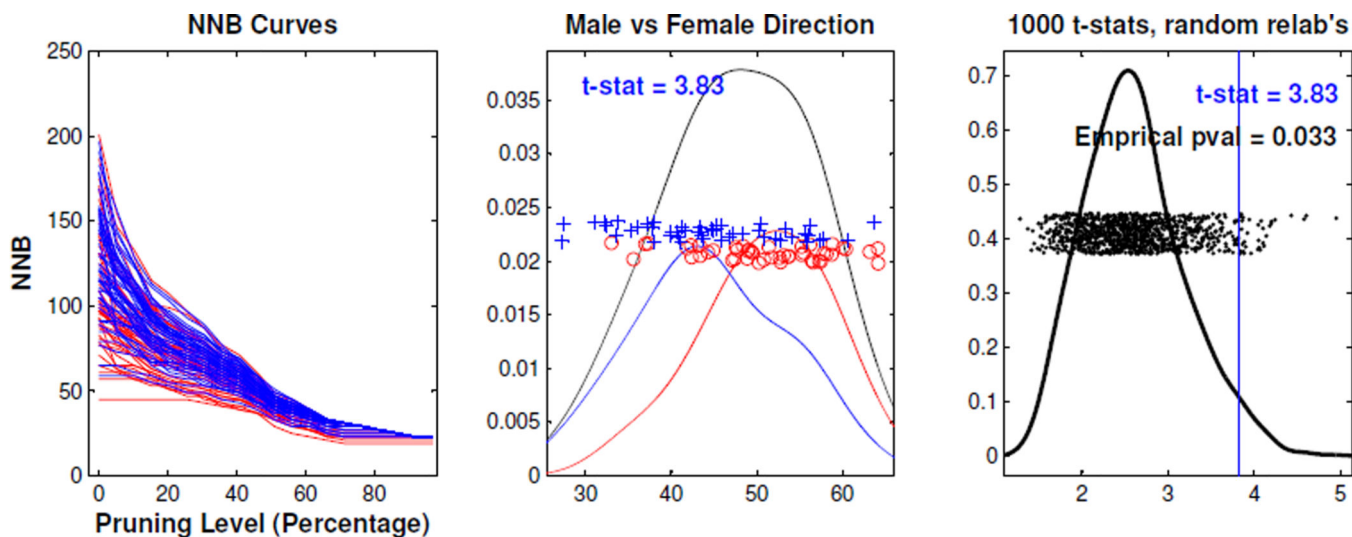 NNB Curves
250
200
150
100
50
0
NNB
0 20 40 60 80
Pruning Level (Percentage)
Male vs Female Direction
t-stat = 3.83
0.035
0.03
0.025
0.02
0.015
0.01
0.005
0
30 40 50 60
1000 t-stats, random relab's
t-stat = 3.83
Emprical pval = 0.033
0.7
0.6
0.5
0.4
0.3
0.2
0.1
0
2 3 4 5